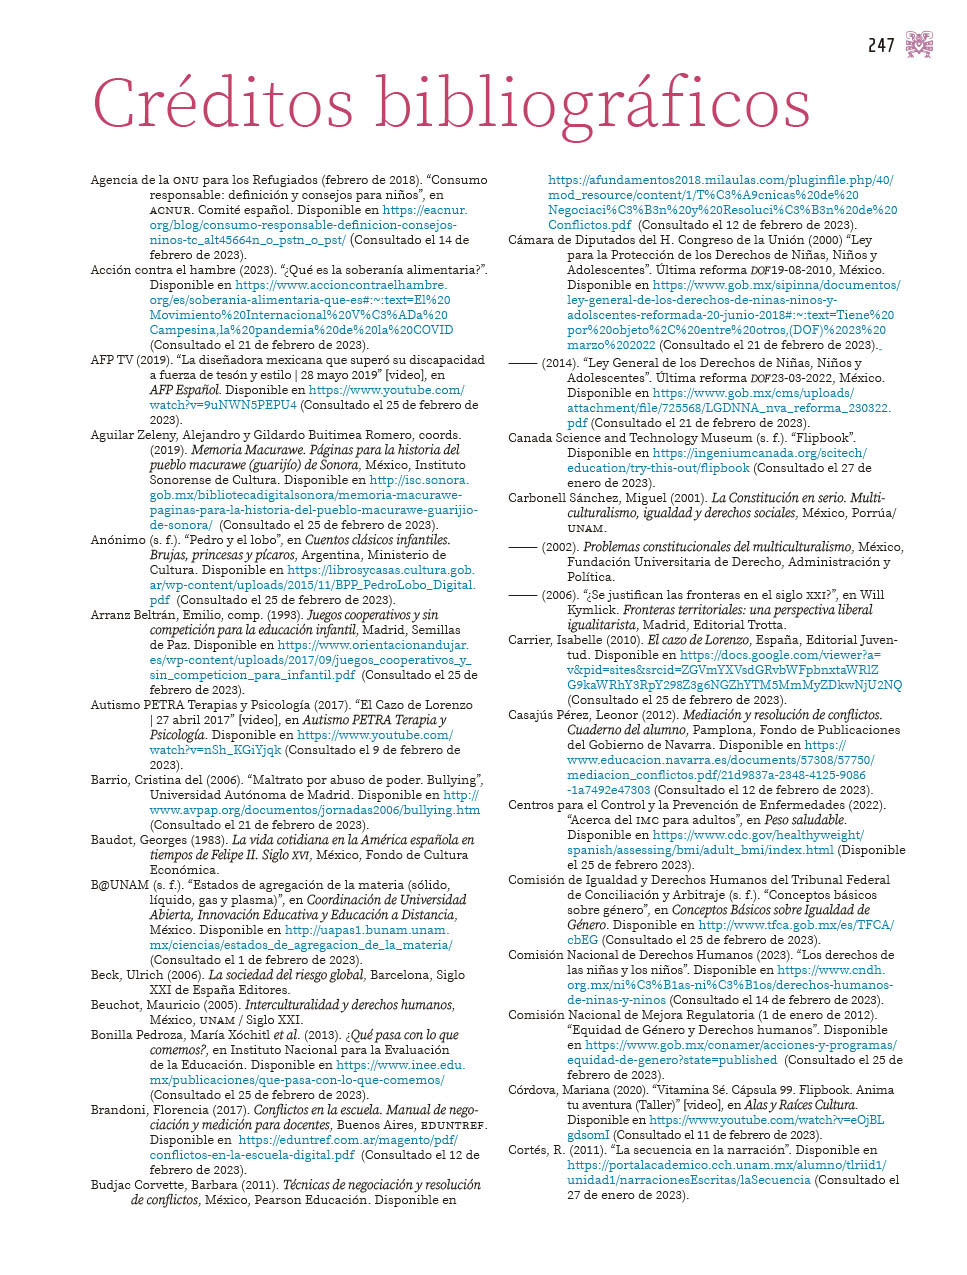 247
Créditos bibliográficos
Agencia de la ONU para los Refugiados (febrero de 2018). “Consumo
responsable: definición y consejos para niños”, en
ACNUR. Comité español. Disponible en https://eacnur.
org/blog/consumo-responsable-definicion-consejos-
ninos-tc_alt45664n_o_pstn_o_pst/ (Consultado el 14 de
febrero de 2023).
Acción contra el hambre (2023). “¿Qué es la soberanía alimentaria?”.
Disponible en https://www.accioncontraelhambre.
org/es/soberania-alimentaria-que-es#:~:text=El%20
Movimiento%20Internacional%20V%C3%ADa%20
Campesina,la%20pandemia%20de%20la%20COVID
(Consultado el 21 de febrero de 2023).
AFP TV (2019). “La diseñadora mexicana que superó su discapacidad
a fuerza de tesón y estilo | 28 mayo 2019” [video], en
AFP Español. Disponible en https://www.youtube.com/
watch?v=9uNWN5PEPU4 (Consultado el 25 de febrero de
2023).
Aguilar Zeleny, Alejandro y Gildardo Buitimea Romero, coords.
(2019). Memoria Macurawe. Páginas para la historia del
pueblo macurawe (guarijío) de Sonora, México, Instituto
Sonorense de Cultura. Disponible en http://isc.sonora.
gob.mx/bibliotecadigitalsonora/memoria-macurawe-
paginas-para-la-historia-del-pueblo-macurawe-guarijio-
de-sonora/ (Consultado el 25 de febrero de 2023).
Anónimo (s. f.). “Pedro y el lobo”, en Cuentos clásicos infantiles.
Brujas, princesas y pícaros, Argentina, Ministerio de
Cultura. Disponible en https://librosycasas.cultura.gob.
ar/wp-content/uploads/2015/11/BPP_PedroLobo_Digital.
pdf (Consultado el 25 de febrero de 2023).
Arranz Beltrán, Emilio, comp. (1993). Juegos cooperativos y sin
competición para la educación infantil, Madrid, Semillas
de Paz. Disponible en https://www.orientacionandujar.
es/wp-content/uploads/2017/09/juegos_cooperativos_y_
sin_competicion_para_infantil.pdf (Consultado el 25 de
febrero de 2023).
Autismo PETRA Terapias y Psicología (2017). “El Cazo de Lorenzo
| 27 abril 2017” [video], en Autismo PETRA Terapia y
Psicología. Disponible en https://www.youtube.com/
watch?v=nSh_KGiYjqk (Consultado el 9 de febrero de
2023).
Barrio, Cristina del (2006). “Maltrato por abuso de poder. Bullying”,
Universidad Autónoma de Madrid. Disponible en http://
www.avpap.org/documentos/jornadas2006/bullying.htm
(Consultado el 21 de febrero de 2023).
Baudot, Georges (1983). La vida cotidiana en la América española en
tiempos de Felipe II. Siglo XVI, México, Fondo de Cultura
Económica.
B@UNAM (s. f.). “Estados de agregación de la materia (sólido,
líquido, gas y plasma)”, en Coordinación de Universidad
Abierta, Innovación Educativa y Educación a Distancia,
México. Disponible en http://uapas1.bunam.unam.
mx/ciencias/estados_de_agregacion_de_la_materia/
(Consultado el 1 de febrero de 2023).
Beck, Ulrich (2006). La sociedad del riesgo global, Barcelona, Siglo
XXI de España Editores.
Beuchot, Mauricio (2005). Interculturalidad y derechos humanos,
México, UNAM / Siglo XXI.
Bonilla Pedroza, María Xóchitl et al. (2013). ¿Qué pasa con lo que
comemos?, en Instituto Nacional para la Evaluación
de la Educación. Disponible en https://www.inee.edu.
mx/publicaciones/que-pasa-con-lo-que-comemos/
(Consultado el 25 de febrero de 2023).
Brandoni, Florencia (2017). Conflictos en la escuela. Manual de nego-
ciación y medición para docentes, Buenos Aires, EDUNTREF.
Disponible en https://eduntref.com.ar/magento/pdf/
conflictos-en-la-escuela-digital.pdf (Consultado el 12 de
febrero de 2023).
Budjac Corvette, Barbara (2011). Técnicas de negociación y resolución
de conflictos, México, Pearson Educación. Disponible en
https://afundamentos2018.milaulas.com/pluginfile.php/40/
mod_resource/content/1/T%C3%A9cnicas%20de%20
Negociaci%C3%B3n%20y%20Resoluci%C3%B3n%20de%20
Conflictos.pdf (Consultado el 12 de febrero de 2023).
Cámara de Diputados del H. Congreso de la Unión (2000) “Ley
para la Protección de los Derechos de Niñas, Niños y
Adolescentes”. Última reforma DOF 19-08-2010, México.
Disponible en https://www.gob.mx/sipinna/documentos/
ley-general-de-los-derechos-de-ninas-ninos-y-
adolscentes-reformada-20-junio-2018#:~:text=Tiene%20
por%20objeto%2C%20entre%20otros,(DOF)%2023%20
marzo%202022 (Consultado el 21 de febrero de 2023).
—— (2014). “Ley General de los Derechos de Niñas, Niños y
Adolescentes”. Última reforma DOF 23-03-2022, México.
Disponible en https://www.gob.mx/cms/uploads/
attachment/file/725568/LGDNNA_nva_reforma_230322.
pdf (Consultado el 21 de febrero de 2023).
Canada Science and Technology Museum (s. f.). “Flipbook”.
Disponible en https://ingeniumcanada.org/scitech/
education/try-this-out/flipbook (Consultado el 27 de
enero de 2023).
Carbonell Sánchez, Miguel (2001). La Constitución en serio. Multi-
culturalismo, igualdad y derechos sociales, México, Porrúa/
UNAM.
—— (2002). Problemas constitucionales del multiculturalismo, México,
Fundación Universitaria de Derecho, Administración y
Política.
—— (2006). “¿Se justifican las fronteras en el siglo XXI?”, en Will
Kymlick. Fronteras territoriales: una perspectiva liberal
igualitarista, Madrid, Editorial Trotta.
Carrier, Isabelle (2010). El cazo de Lorenzo, España, Editorial Juven-
tud. Disponible en https://docs.google.com/viewer?a=
v&pid=sites&srcid=ZGVmYXVsdGRvbWFpbnxtaWRlZ
G9kaWRhY3RpY298Z3g6NGZhYTM5MmMyZDkwNjU2NQ
(Consultado el 25 de febrero de 2023).
Casajús Pérez, Leonor (2012). Mediación y resolución de conflictos.
Cuaderno del alumno, Pamplona, Fondo de Publicaciones
del Gobierno de Navarra. Disponible en https://
www.educacion.navarra.es/documents/57308/57750/
mediacion_conflictos.pdf/21d9837a-2348-4125-9086
-1a7492e47303 (Consultado el 12 de febrero de 2023).
Centros para el Control y la Prevención de Enfermedades (2022).
“Acerca del IMC para adultos”, en Peso saludable.
Disponible en https://www.cdc.gov/healthyweight/
spanish/assessing/bmi/adult_bmi/index.html (Disponible
el 25 de febrero 2023).
Comisión de Igualdad y Derechos Humanos del Tribunal Federal
de Conciliación y Arbitraje (s. f.). “Conceptos básicos
sobre género”, en Conceptos Básicos sobre Igualdad de
Género. Disponible en http://www.tfca.gob.mx/es/TFCA/
cbEG (Consultado el 25 de febrero de 2023).
Comisión Nacional de Derechos Humanos (2023). “Los derechos de
las niñas y los niños”. Disponible en https://www.cndh.
org.mx/ni%C3%B1as-ni%C3%B1os/derechos-humanos-
de-ninas-y-ninos (Consultado el 14 de febrero de 2023).
Comisión Nacional de Mejora Regulatoria (1 de enero de 2012).
“Equidad de Género y Derechos humanos”. Disponible
en https://www.gob.mx/conamer/acciones-y-programas/
equidad-de-genero?state=published (Consultado el 25 de
febrero de 2023).
Córdova, Mariana (2020). “Vitamina Sé. Cápsula 99. Flipbook. Anima
tu aventura (Taller)” [video], en Alas y Raíces Cultura.
Disponible en https://www.youtube.com/watch?v=eOjBL
gdsomI (Consultado el 11 de febrero de 2023).
Cortés, R. (2011). “La secuencia en la narración”. Disponible en
https://portalacademico.cch.unam.mx/alumno/tlriid1/
unidad1/narracionesEscritas/laSecuencia (Consultado el
27 de enero de 2023).